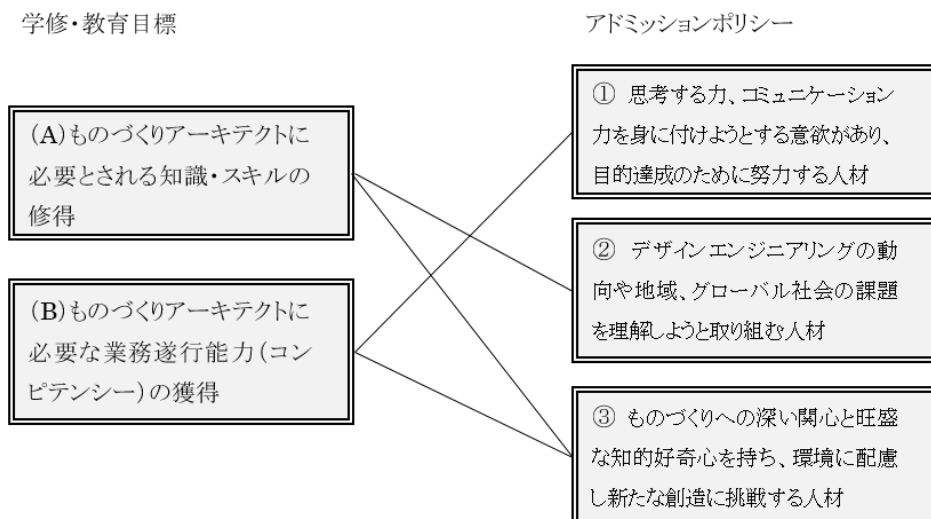 学修・教育目標
(A)ものづくりアーキテクトに
必要とされる知識・スキルの
修得
(B)ものづくりアーキテクトに
必要な業務遂行能力(コン
ピテンシー)の獲得
アドミッションポリシー
① 思考する力、コミュニケーション
力を身に付けようとする意欲があり、
目的達成のために努力する人材
② デザインエンジニアリングの動
向や地域、グローバル社会の課題
を理解しようと取り組む人材
③ ものづくりへの深い関心と旺盛
な知的好奇心を持ち、環境に配慮
し新たな創造に挑戦する人材